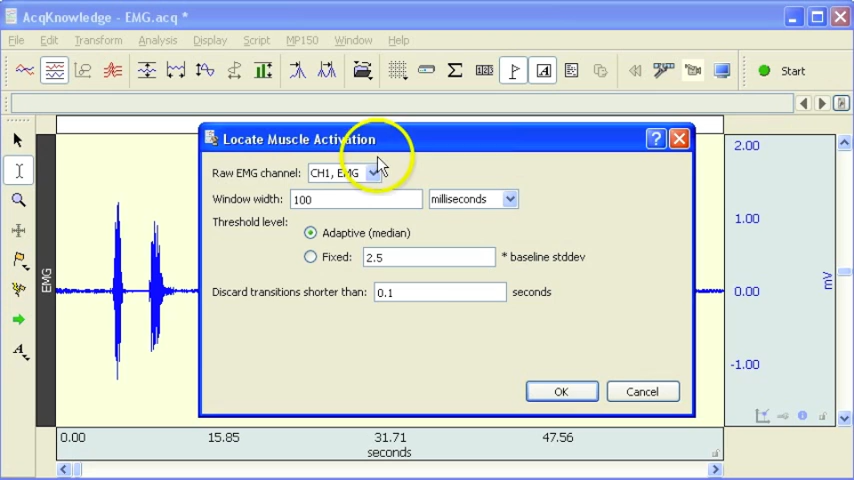 AcqKnowledge - EMG.acq *
File Edit Transform Analysis Display Script MP150 Window Help
Start
Locate Muscle Activation
Raw EMG channel: CH1, EMG
Window width: 100 milliseconds
Threshold level:
Adaptive (median)
Fixed: 2.5 * baseline stddev
Discard transitions shorter than: 0.1 seconds
OK Cancel
EMG
2.00
1.00
0.00
-1.00
mV
0.00 15.85 31.71 47.56
seconds